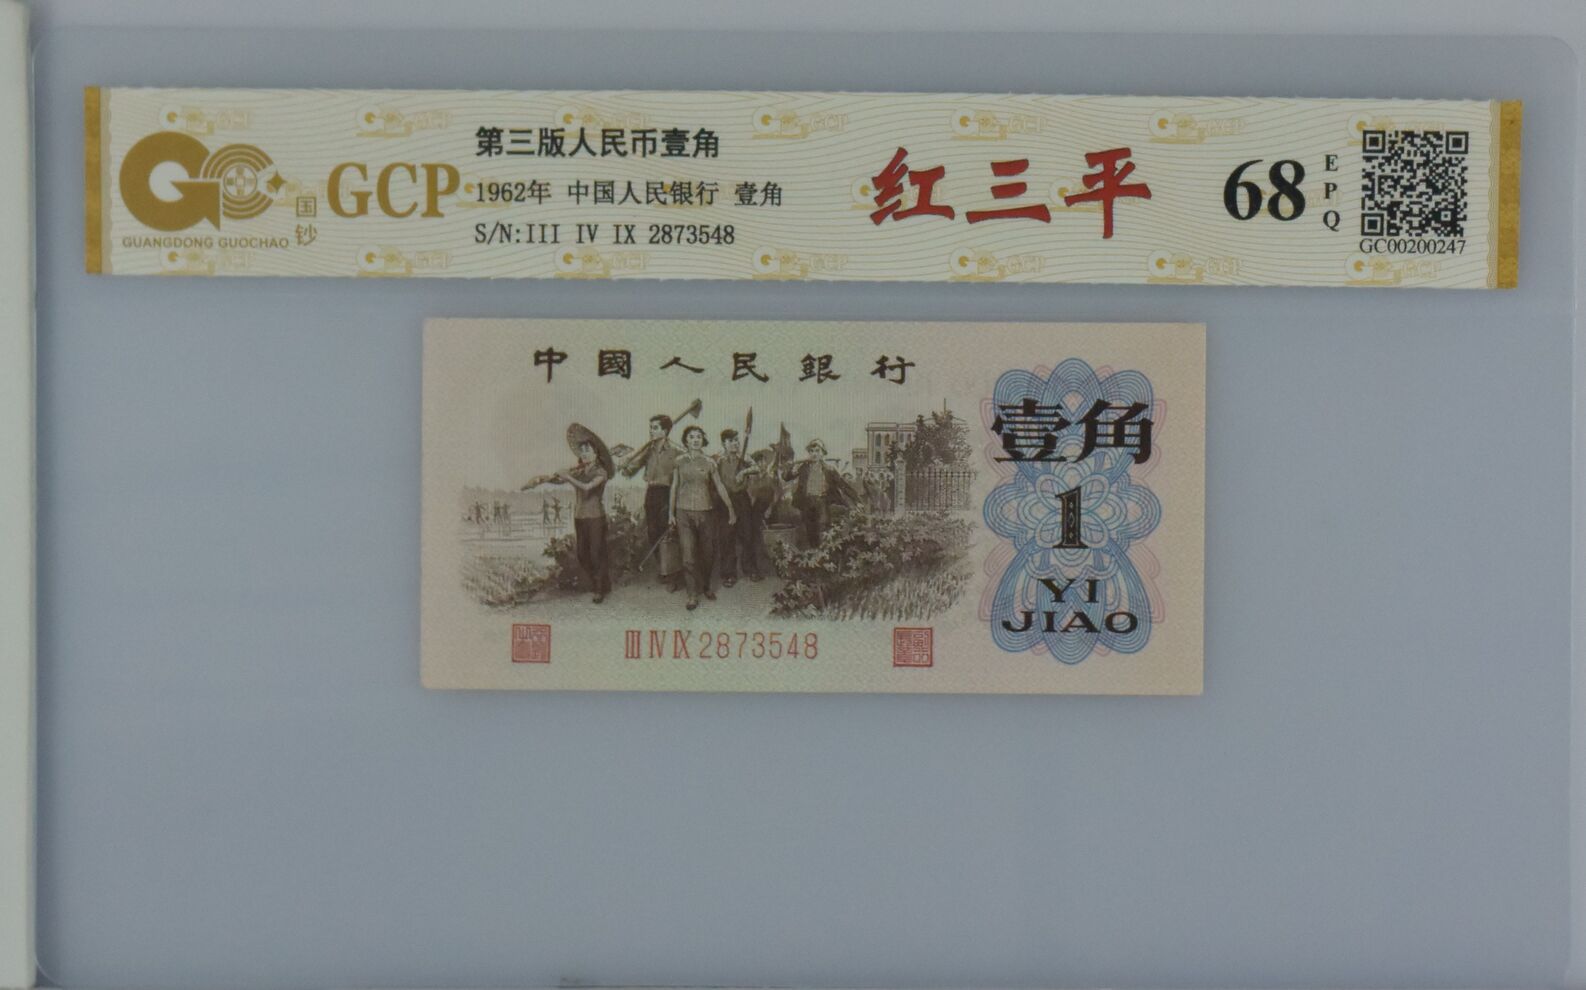 GUANGDONG GUOCHAO
国钞
GCP
第三版人民币壹角
1962年 中国人民银行 壹角
S/N:III IV IX 2873548
红三平
68
EPQ
GC00200247
中國人民銀行
壹角
1
YI
JIAO
III IV IX 2873548